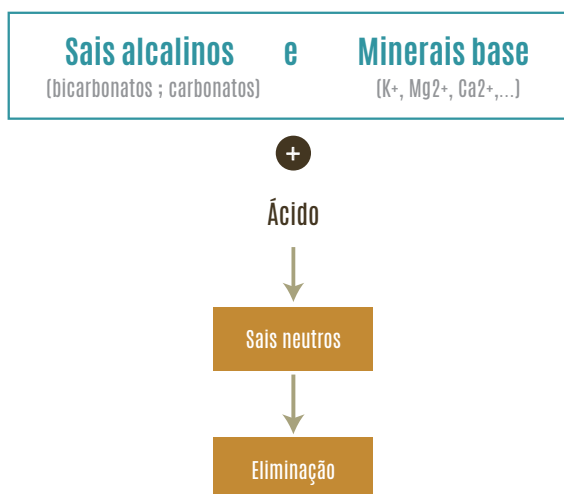 Sais alcalinos e Minerais base
(bicarbonatos ; carbonatos) (K+, Mg2+, Ca2+,...)
+
Ácido
Sais neutros
Eliminação